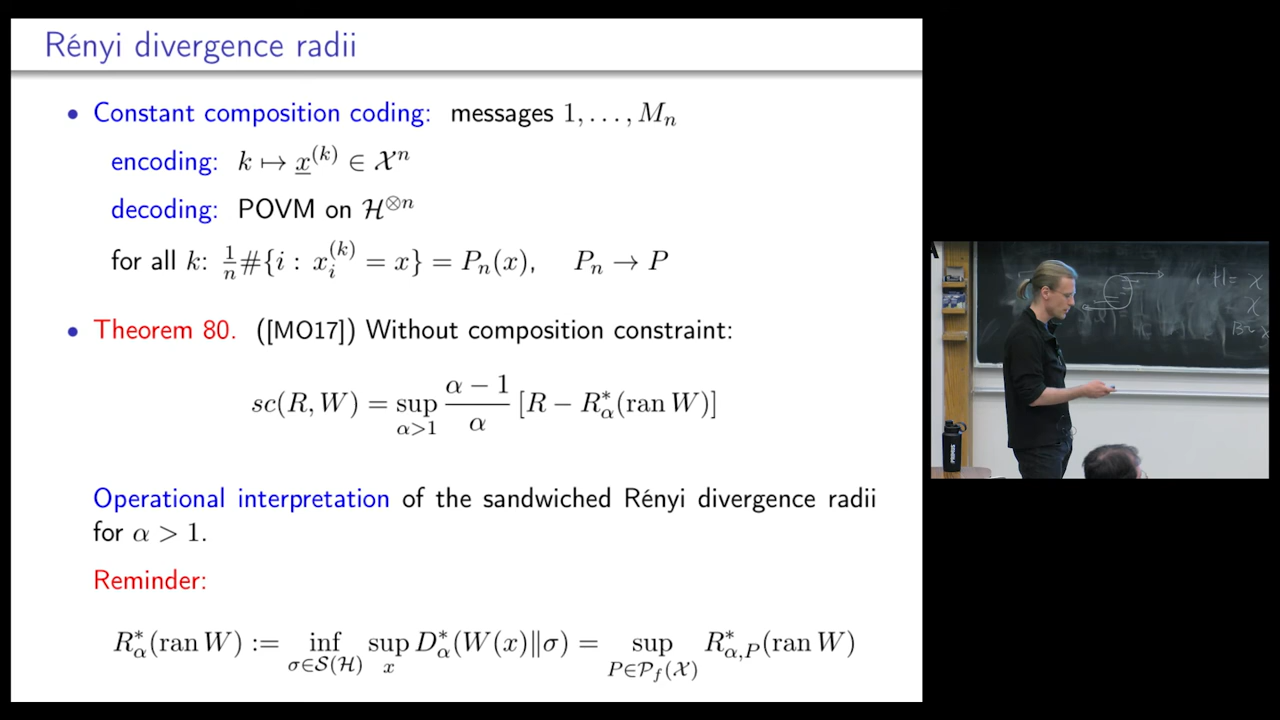 Rényi divergence radii
• Constant composition coding: messages 1, . . . , M_n
encoding: k ↦ x^{(k)} ∈ 𝒳^n
decoding: POVM on ℋ^{⊗n}
for all k: 1/n #{i : x_i^{(k)} = x} = P_n(x), P_n → P
• Theorem 80. ([MO17]) Without composition constraint:
sc(R, W) = sup_{α>1} (α − 1)/α [R − R*_α(ran W)]
Operational interpretation of the sandwiched Rényi divergence radii
for α > 1.
Reminder:
R*_α(ran W) := inf_{σ∈𝒮(ℋ)} sup_x D*_α(W(x)‖σ) = sup_{P∈𝒫_f(𝒳)} R*_{α,P}(ran W)